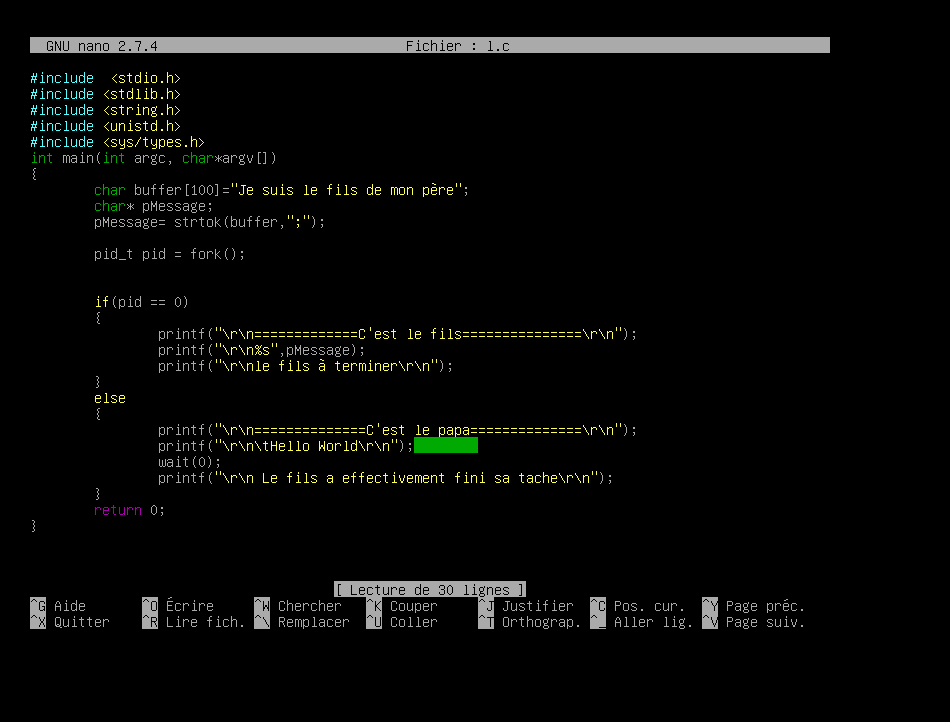 GNU nano 2.7.4 Fichier : 1.c
#include  <stdio.h>
#include <stdlib.h>
#include <string.h>
#include <unistd.h>
#include <sys/types.h>
int main(int argc, char*argv[])
{
        char buffer[100]="Je suis le fils de mon père";
        char* pMessage;
        pMessage= strtok(buffer,";");
        pid_t pid = fork();
        if(pid == 0)
        {
                printf("\r\n=============C'est le fils===============\r\n");
                printf("\r\n%s",pMessage);
                printf("\r\nle fils à terminer\r\n");
        }
        else
        {
                printf("\r\n==============C'est le papa==============\r\n");
                printf("\r\n\tHello World\r\n");
                wait(0);
                printf("\r\n Le fils a effectivement fini sa tache\r\n");
        }
        return 0;
}
[ Lecture de 30 lignes ]
^G Aide ^O Écrire ^W Chercher ^K Couper ^J Justifier ^C Pos. cur. ^Y Page préc.
^X Quitter ^R Lire fich. ^\ Remplacer ^U Coller ^T Orthograp. ^_ Aller lig. ^V Page suiv.